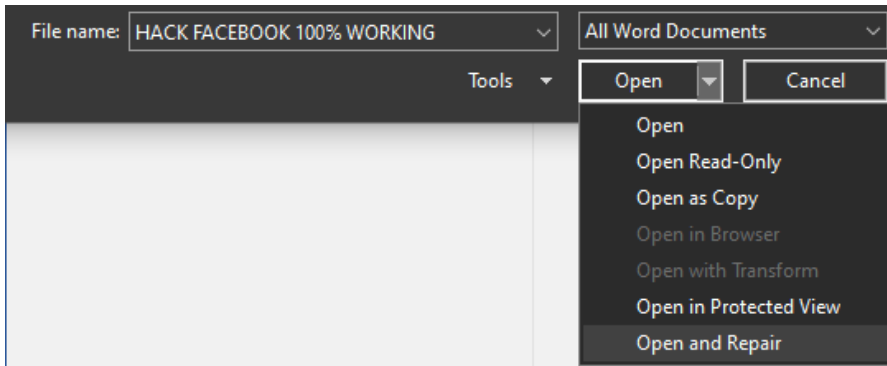 File name: HACK FACEBOOK 100% WORKING All Word Documents
Tools Open Cancel
Open
Open Read-Only
Open as Copy
Open in Browser
Open with Transform
Open in Protected View
Open and Repair